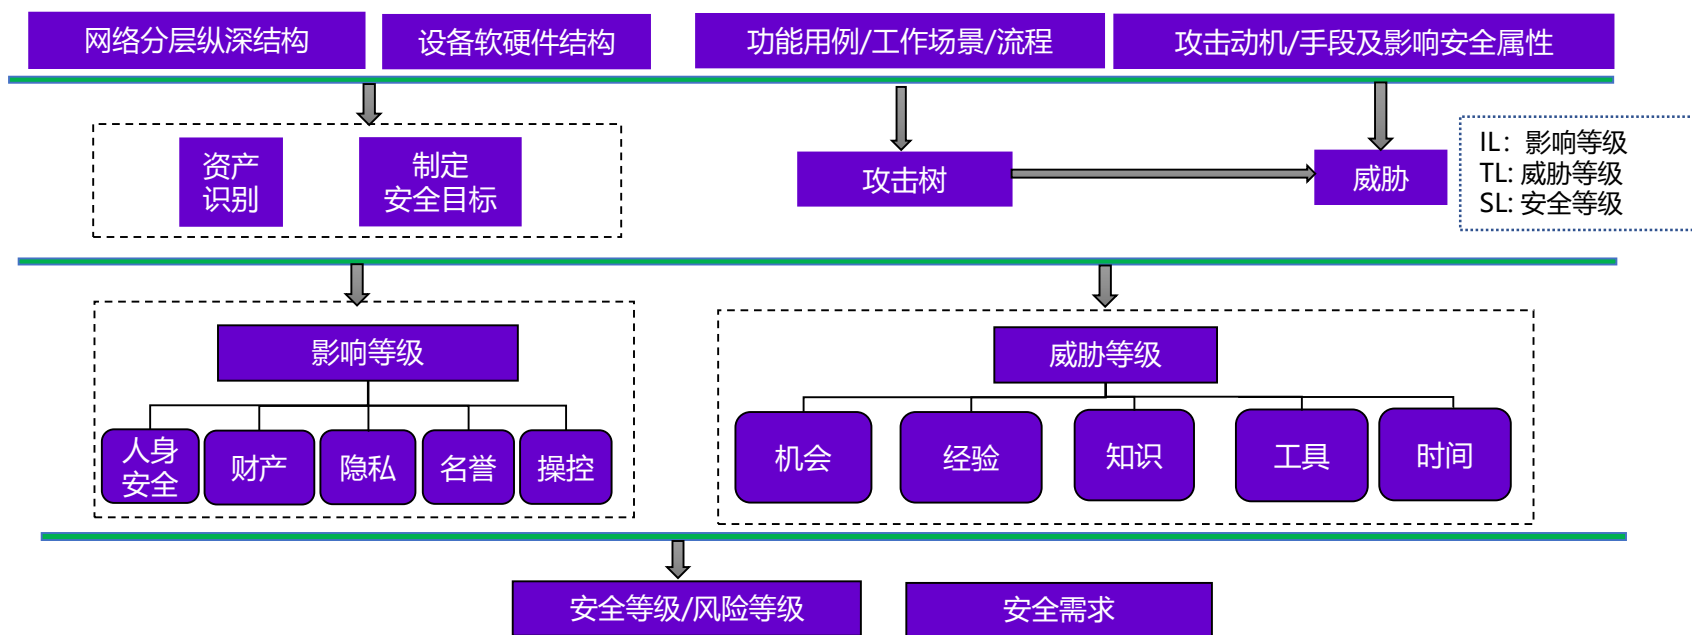 网络分层纵深结构
设备软硬件结构
功能用例/工作场景/流程
攻击动机/手段及影响安全属性
资产
识别
制定
安全目标
攻击树
威胁
IL：影响等级
TL: 威胁等级
SL: 安全等级
影响等级
人身
安全
财产
隐私
名誉
操控
威胁等级
机会
经验
知识
工具
时间
安全等级/风险等级
安全需求